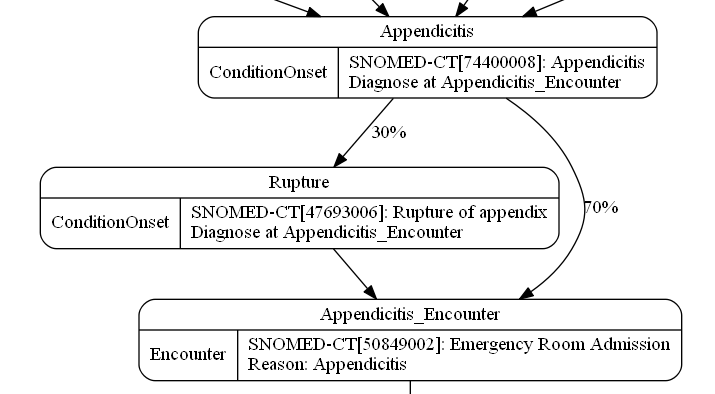 Appendicitis
ConditionOnset
SNOMED-CT[74400008]: Appendicitis
Diagnose at Appendicitis_Encounter
30%
Rupture
ConditionOnset
SNOMED-CT[47693006]: Rupture of appendix
Diagnose at Appendicitis_Encounter
70%
Appendicitis_Encounter
Encounter
SNOMED-CT[50849002]: Emergency Room Admission
Reason: Appendicitis